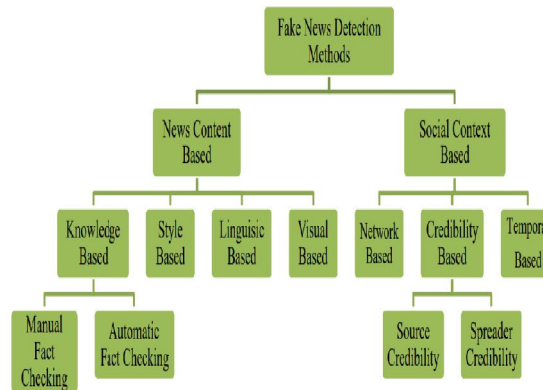 Fake News Detection
Methods
News Content
Based
Social Context
Based
Knowledge
Based
Style
Based
Linguisic
Based
Visual
Based
Network
Based
Credibility
Based
Tempora
Based
Manual
Fact
Checking
Automatic
Fact Checking
Source
Credibility
Spreader
Credibility